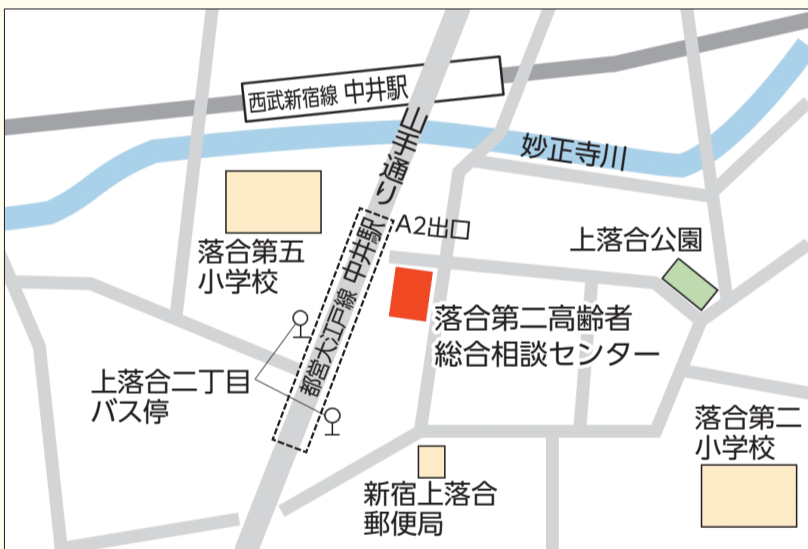 西武新宿線 中井駅
山手通り
妙正寺川
A2出口
落合第五
小学校
上落合公園
都営大江戸線 中井駅
落合第二高齢者
総合相談センター
上落合二丁目
バス停
落合第二
小学校
新宿上落合
郵便局